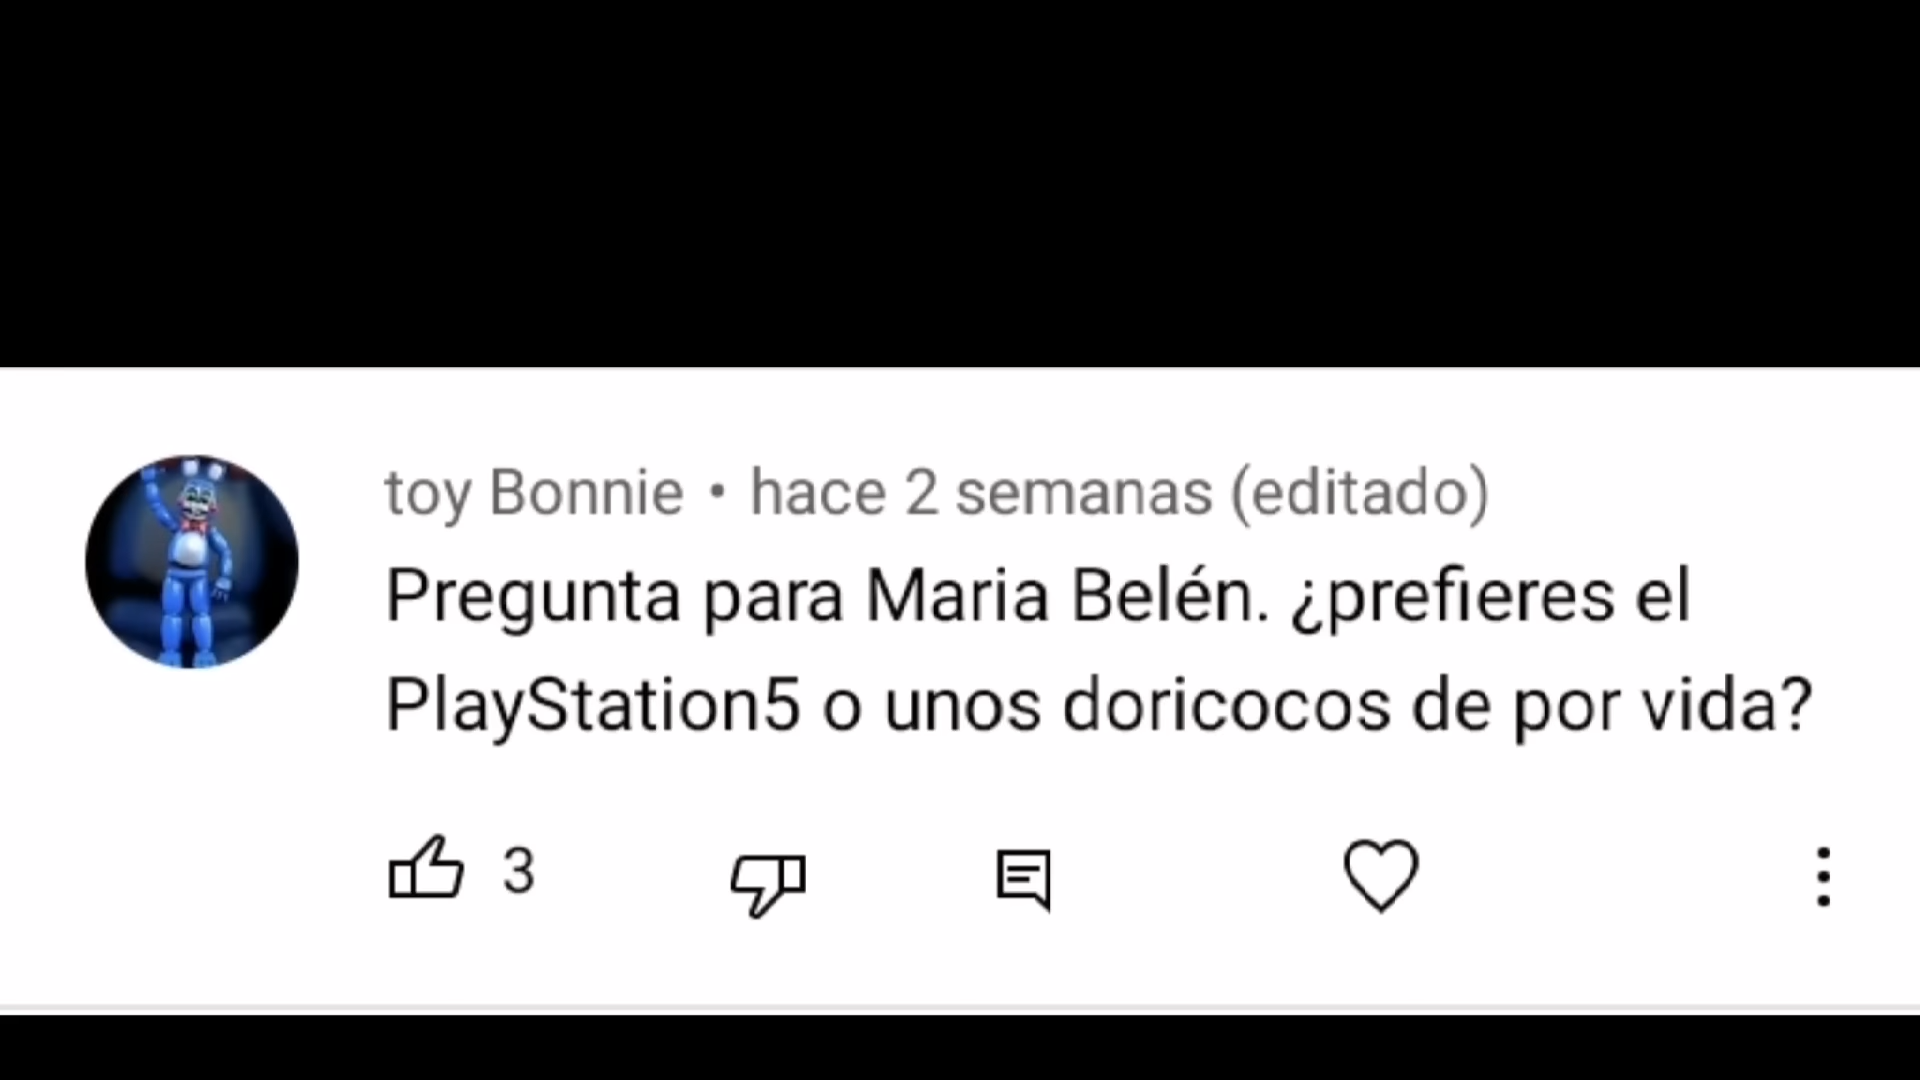 toy Bonnie • hace 2 semanas (editado)
Pregunta para Maria Belén. ¿prefieres el
PlayStation5 o unos doricocos de por vida?
3